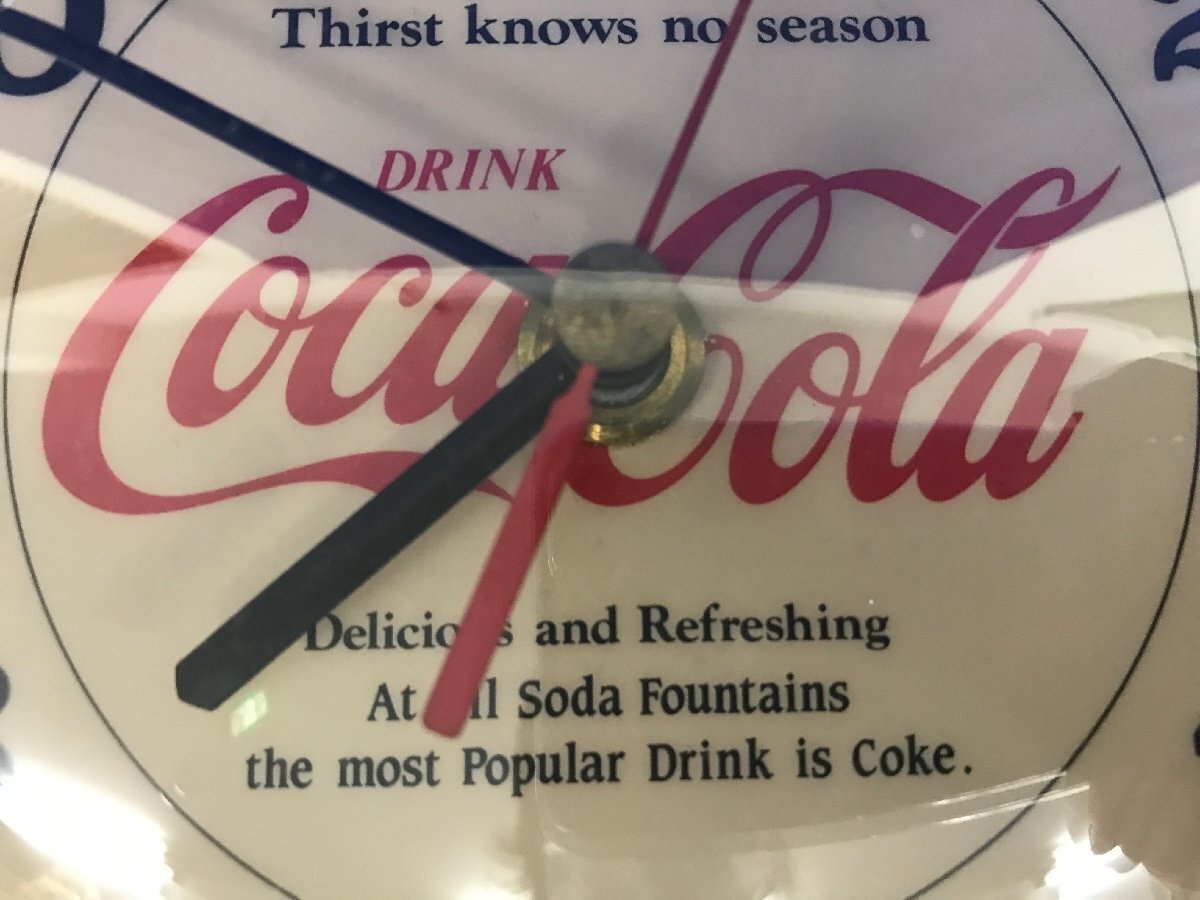 Thirst knows no season
DRINK
Coca-Cola
Delicious and Refreshing
At All Soda Fountains
the most Popular Drink is Coke.